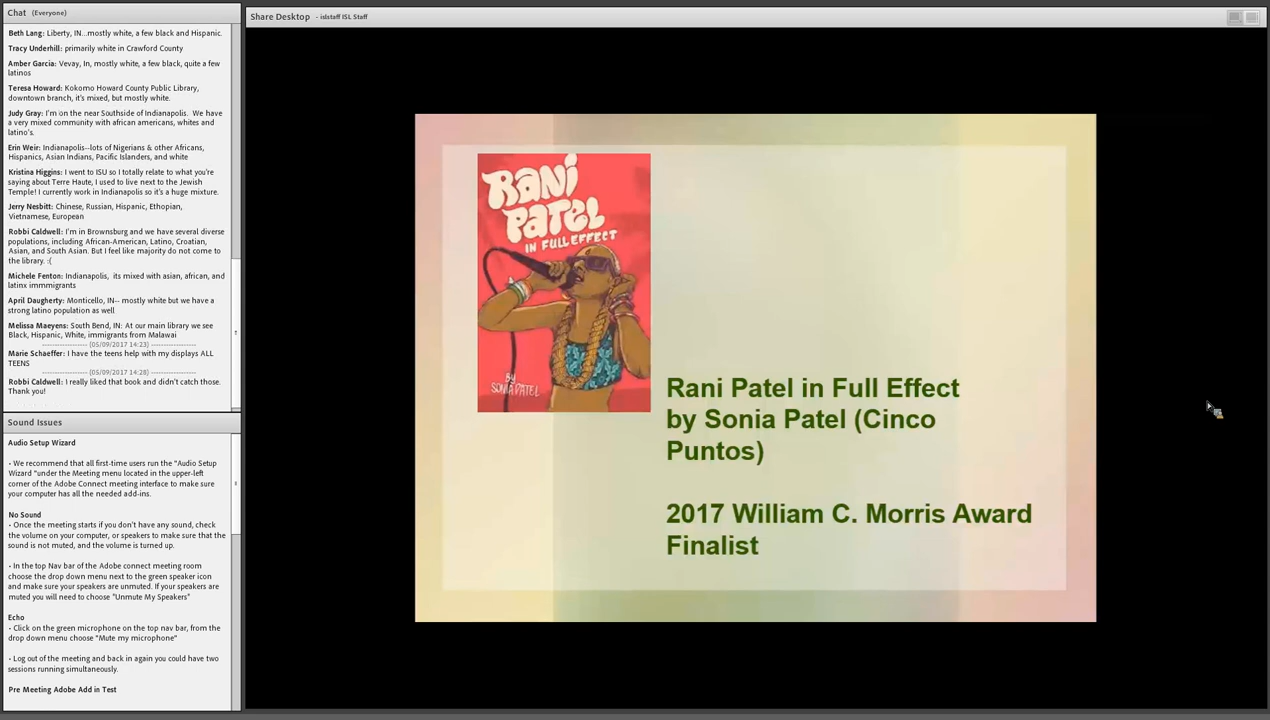 Chat (Everyone)
Beth Lang: Liberty, IN...mostly white, a few black and Hispanic.
Tracy Underhill: primarily white in Crawford County
Amber Garcia: Vevay, In, mostly white, a few black, quite a few
latinos
Teresa Howard: Kokomo Howard County Public Library,
downtown branch, it's mixed, but mostly white.
Judy Gray: I'm on the near Southside of Indianapolis. We have
a very mixed community with african americans, whites and
latino's.
Erin Weir: Indianapolis--lots of Nigerians & other Africans,
Hispanics, Asian Indians, Pacific Islanders, and white
Kristina Higgins: I went to ISU so I totally relate to what you're
saying about Terre Haute, I used to live next to the Jewish
Temple! I currently work in Indianapolis so it's a huge mixture.
Jerry Nesbitt: Chinese, Russian, Hispanic, Ethopian,
Vietnamese, European
Robbi Caldwell: I'm in Brownsburg and we have several diverse
populations, including African-American, Latino, Croatian,
Asian, and South Asian. But I feel like majority do not come to
the library. :(
Michele Fenton: Indianapolis, its mixed with asian, african, and
latinx immmigrants
April Daugherty: Monticello, IN-- mostly white but we have a
strong latino population as well
Melissa Maeyens: South Bend, IN: At our main library we see
Black, Hispanic, White, immigrants from Malawai
------------------- (05/09/2017 14:23) -------------------
Marie Schaeffer: I have the teens help with my displays ALL
TEENS
------------------- (05/09/2017 14:28) -------------------
Robbi Caldwell: I really liked that book and didn't catch those.
Thank you!
Sound Issues
Audio Setup Wizard
• We recommend that all first-time users run the "Audio Setup
Wizard "under the Meeting menu located in the upper-left
corner of the Adobe Connect meeting interface to make sure
your computer has all the needed add-ins.
No Sound
• Once the meeting starts if you don't have any sound, check
the volume on your computer, or speakers to make sure that the
sound is not muted, and the volume is turned up.
• In the top Nav bar of the Adobe connect meeting room
choose the drop down menu next to the green speaker icon
and make sure your speakers are unmuted. If your speakers are
muted you will need to choose "Unmute My Speakers"
Echo
• Click on the green microphone on the top nav bar, from the
drop down menu choose "Mute my microphone"
• Log out of the meeting and back in again you could have two
sessions running simultaneously.
Pre Meeting Adobe Add in Test
Share Desktop - islstaff ISL Staff
RANI
PATEL
IN FULL EFFECT
BY
SONIA PATEL
Rani Patel in Full Effect
by Sonia Patel (Cinco
Puntos)
2017 William C. Morris Award
Finalist